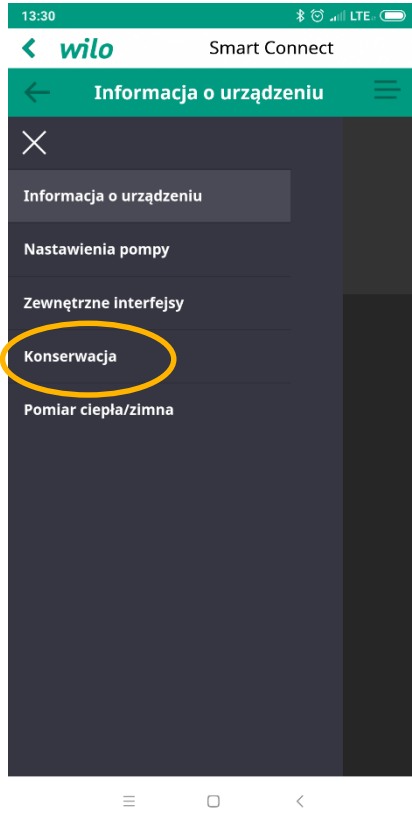 13:30 LTE
wilo Smart Connect
Informacja o urządzeniu
Informacja o urządzeniu
Nastawienia pompy
Zewnętrzne interfejsy
Konserwacja
Pomiar ciepła/zimna